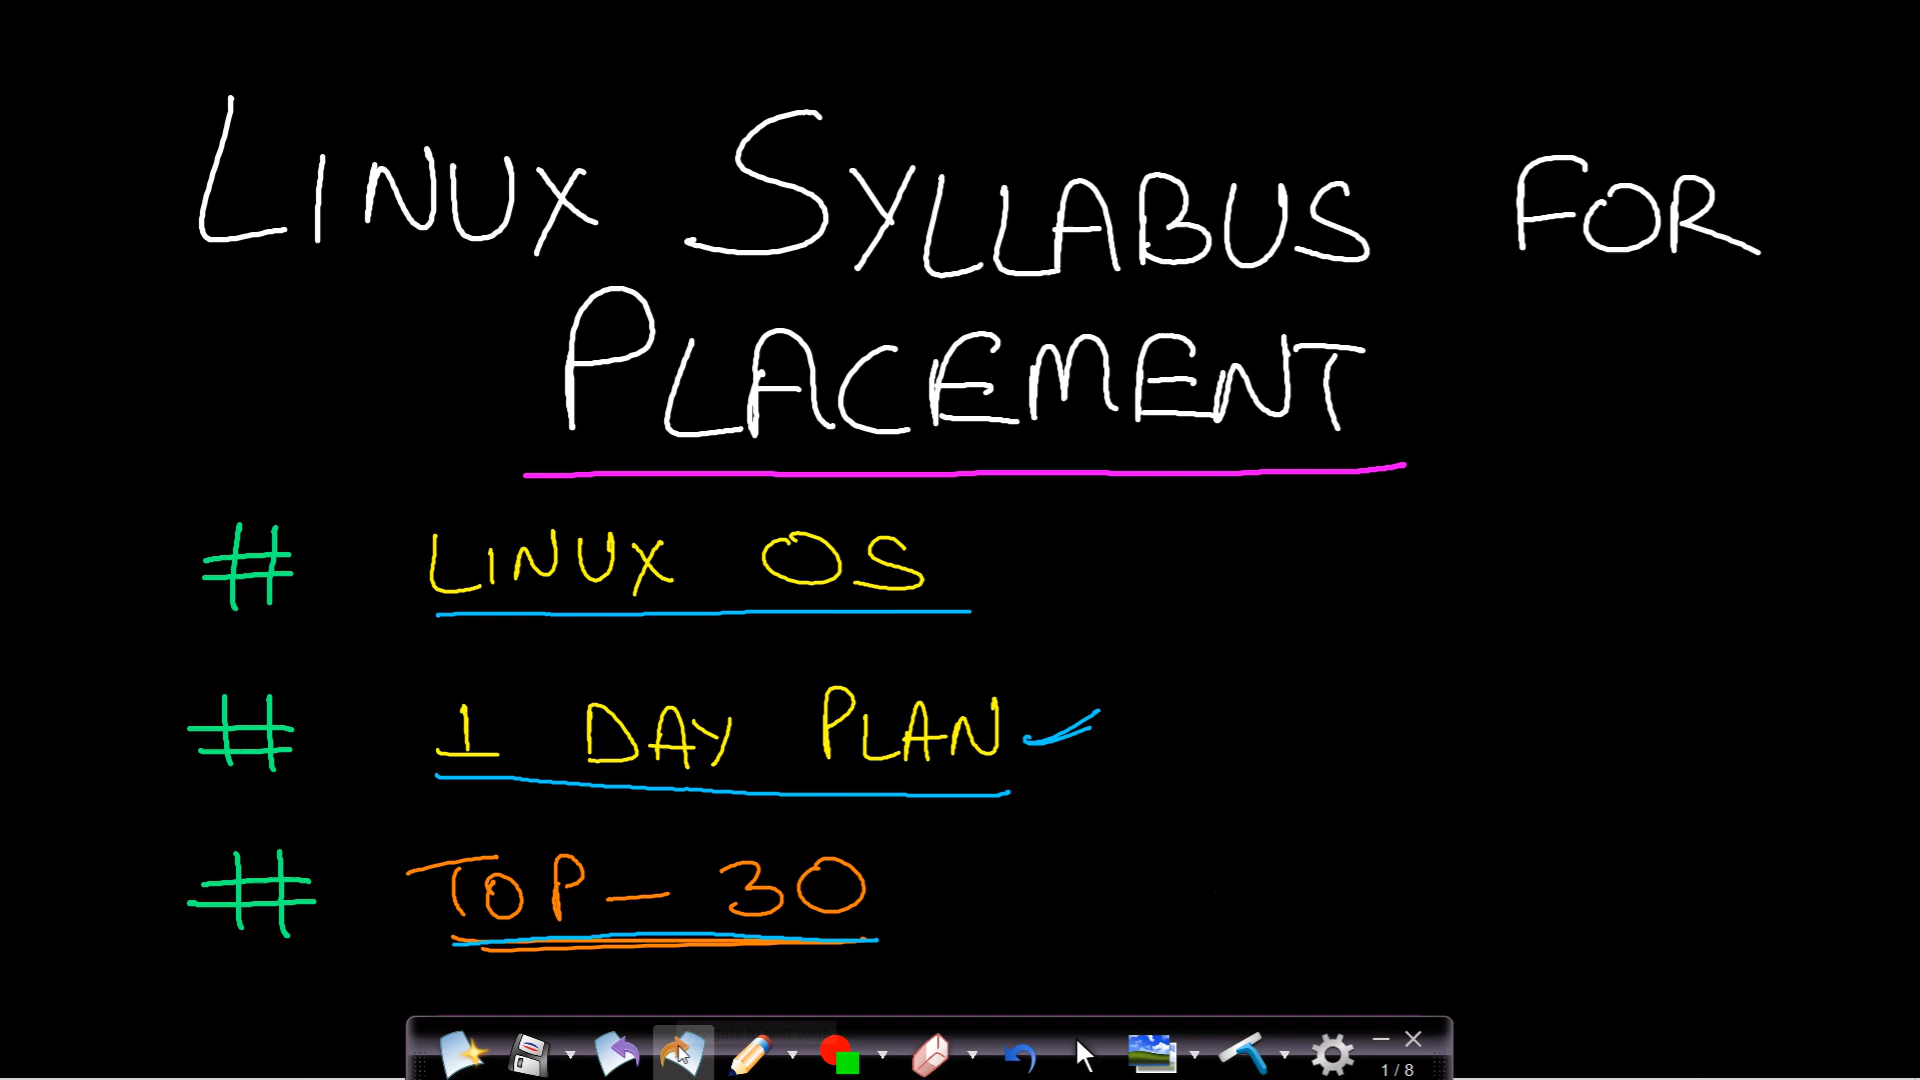 LINUX SYLLABUS FOR
PLACEMENT
# LINUX OS
# 1 DAY PLAN
# TOP - 30
1 / 8